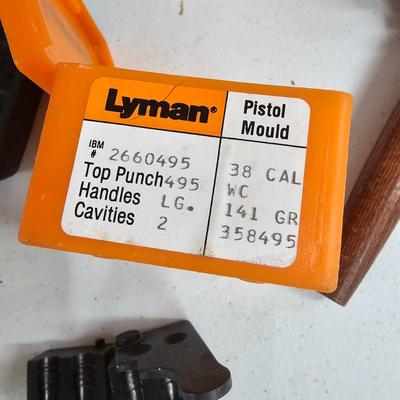 Lyman®
Pistol
Mould
IBM
# 2660495
Top Punch 495
Handles LG.
Cavities 2
38 CAL
WC
141 GR
358495